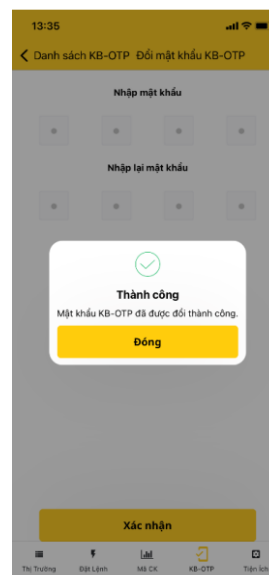 13:35
Danh sách KB-OTP Đổi mật khẩu KB-OTP
Nhập mật khẩu
Nhập lại mật khẩu
Thành công
Mật khẩu KB-OTP đã được đổi thành công.
Đóng
Xác nhận
Thị Trường Đặt Lệnh Mã CK KB-OTP Tiện ích